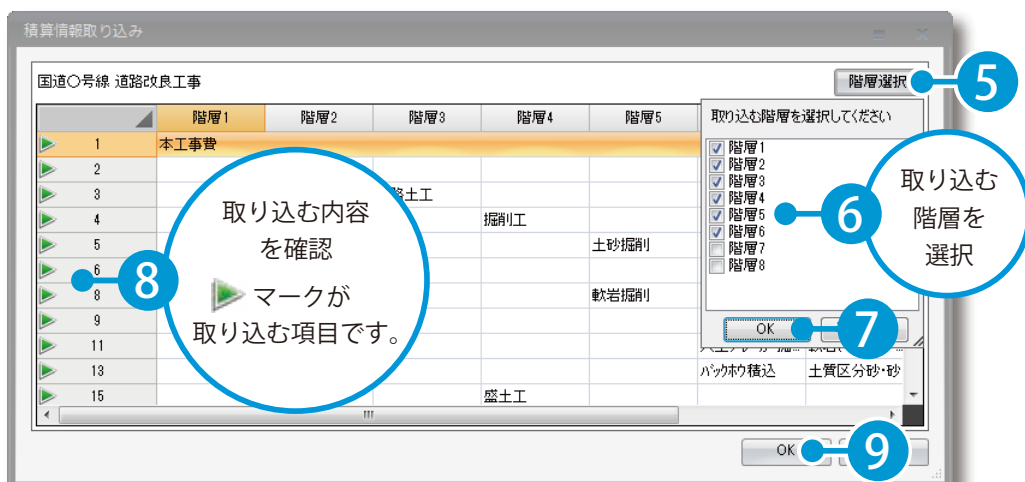 積算情報取り込み
国道〇号線 道路改良工事
階層選択
5
階層1 階層2 階層3 階層4 階層5
取り込む階層を選択してください
1 本工事費
2
3
路土工
4 掘削工
5 土砂掘削
6
8 軟岩掘削
9
11
13 バックホウ積込 土質区分砂・砂
15 盛土工
階層1
階層2
階層3
階層4
階層5
階層6
階層7
階層8
6
取り込む
階層を
選択
OK
7
8
取り込む内容
を確認
マークが
取り込む項目です。
OK
9